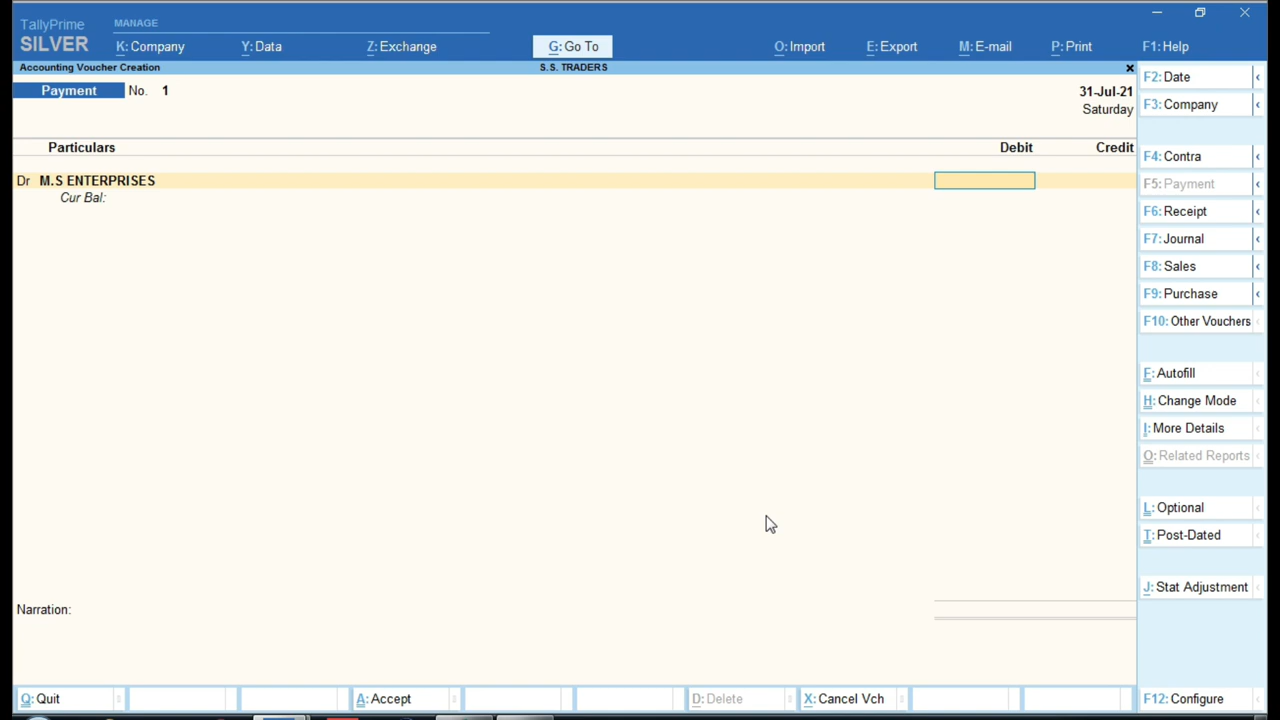 TallyPrime
SILVER
MANAGE
K: Company
Y: Data
Z: Exchange
G: Go To
O: Import
E: Export
M: E-mail
P: Print
F1: Help
Accounting Voucher Creation
S.S. TRADERS
Payment No. 1
31-Jul-21
Saturday
Particulars Debit Credit
Dr M.S ENTERPRISES
Cur Bal:
Narration:
F2: Date
F3: Company
F4: Contra
F5: Payment
F6: Receipt
F7: Journal
F8: Sales
F9: Purchase
F10: Other Vouchers
F: Autofill
H: Change Mode
I: More Details
O: Related Reports
L: Optional
T: Post-Dated
J: Stat Adjustment
Q: Quit
A: Accept
D: Delete
X: Cancel Vch
F12: Configure